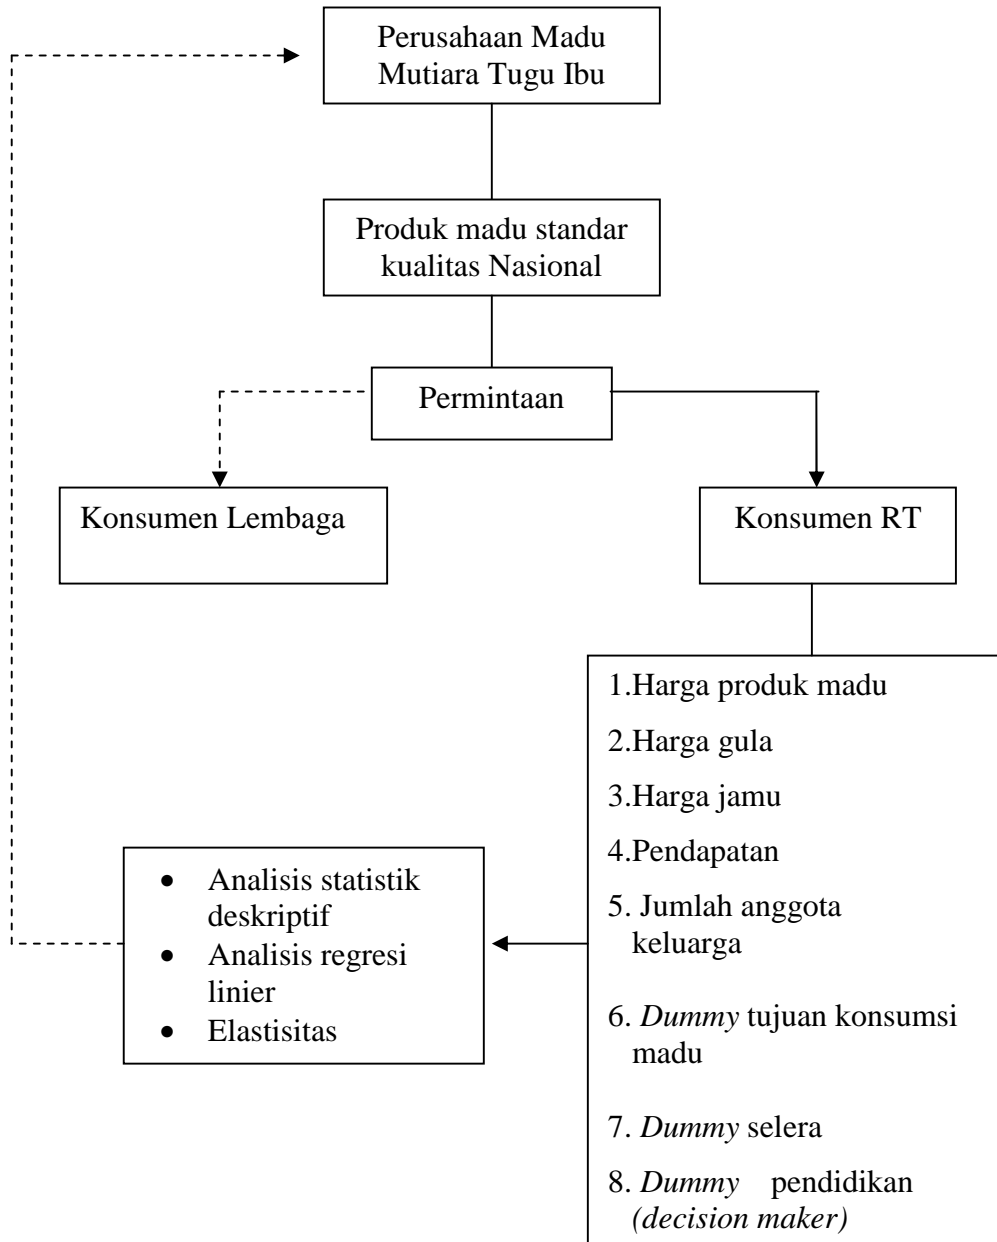 Perusahaan Madu
Mutiara Tugu Ibu
Produk madu standar
kualitas Nasional
Permintaan
Konsumen Lembaga
Konsumen RT
1.Harga produk madu
2.Harga gula
3.Harga jamu
4.Pendapatan
5. Jumlah anggota
keluarga
6. Dummy tujuan konsumsi
madu
7. Dummy selera
8. Dummy pendidikan
(decision maker)
• Analisis statistik
deskriptif
• Analisis regresi
linier
• Elastisitas